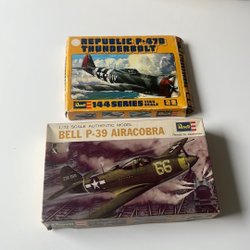 REPUBLIC P-47D
THUNDERBOLT
Revell
144 SERIES
1/72 SCALE AUTHENTIC MODEL
BELL P-39 AIRACOBRA
Revell
66